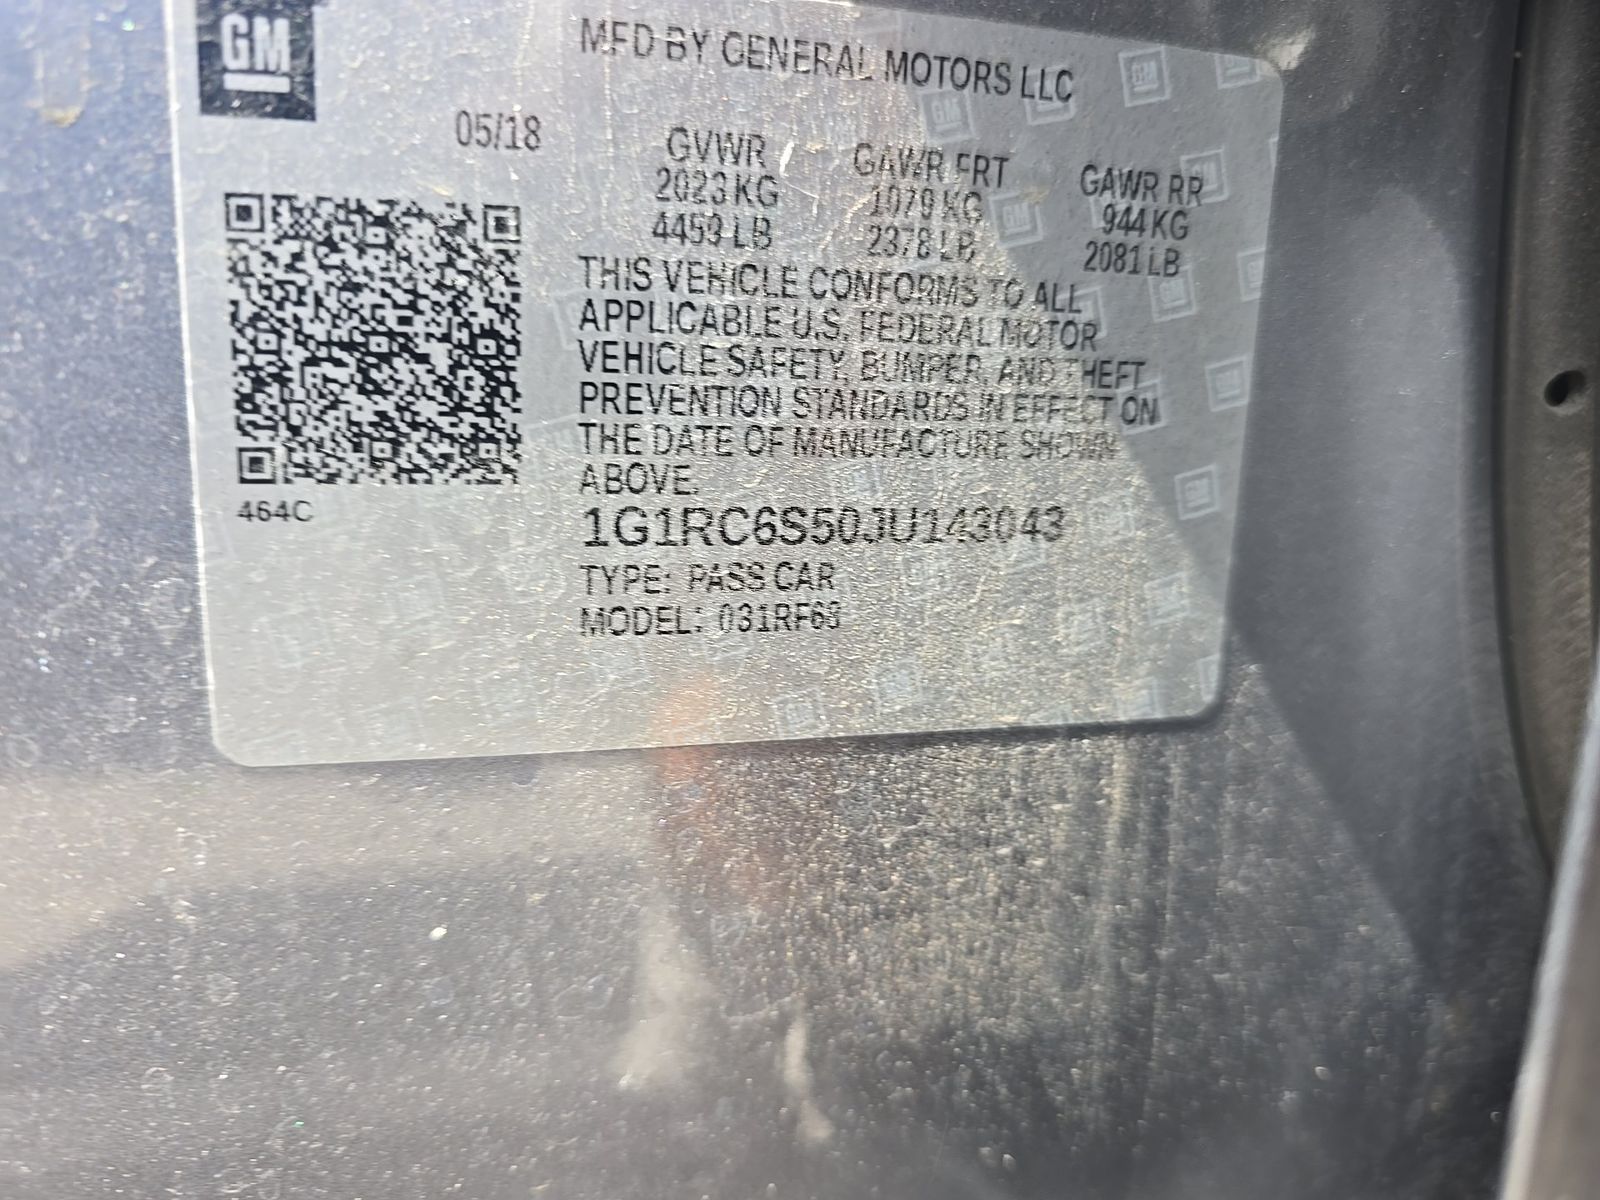 GM
MFD BY GENERAL MOTORS LLC
05/18
GVWR GAWR FRT GAWR RR
2023 KG 1079 KG 944 KG
4459 LB 2378 LB 2081 LB
THIS VEHICLE CONFORMS TO ALL
APPLICABLE U.S. FEDERAL MOTOR
VEHICLE SAFETY, BUMPER, AND THEFT
PREVENTION STANDARDS IN EFFECT ON
THE DATE OF MANUFACTURE SHOWN
ABOVE.
464C
1G1RC6S50JU143043
TYPE: PASS CAR
MODEL: 031RF68